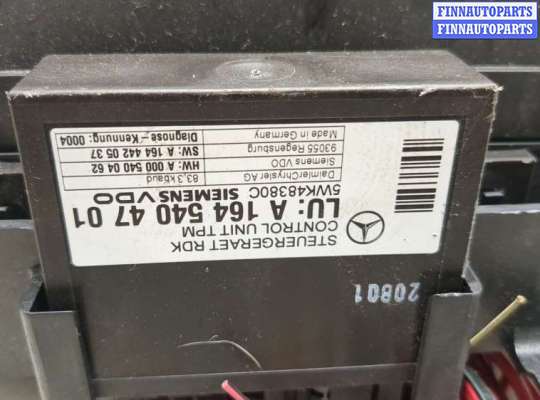 FINNAUTOPARTS
FINNAUTOPARTS
STEUERGERAET RDK
CONTROL UNIT TPM
LU: A 164 540 47 01
5WK48380C SIEMENS VDO
DaimlerChrysler AG
Siemens VDO
93055 Regensburg
Made in Germany
83,3 kbaud
HW: A 000 540 04 62
SW: A 164 442 05 37
Diagnose-Kennung: 0004
20801